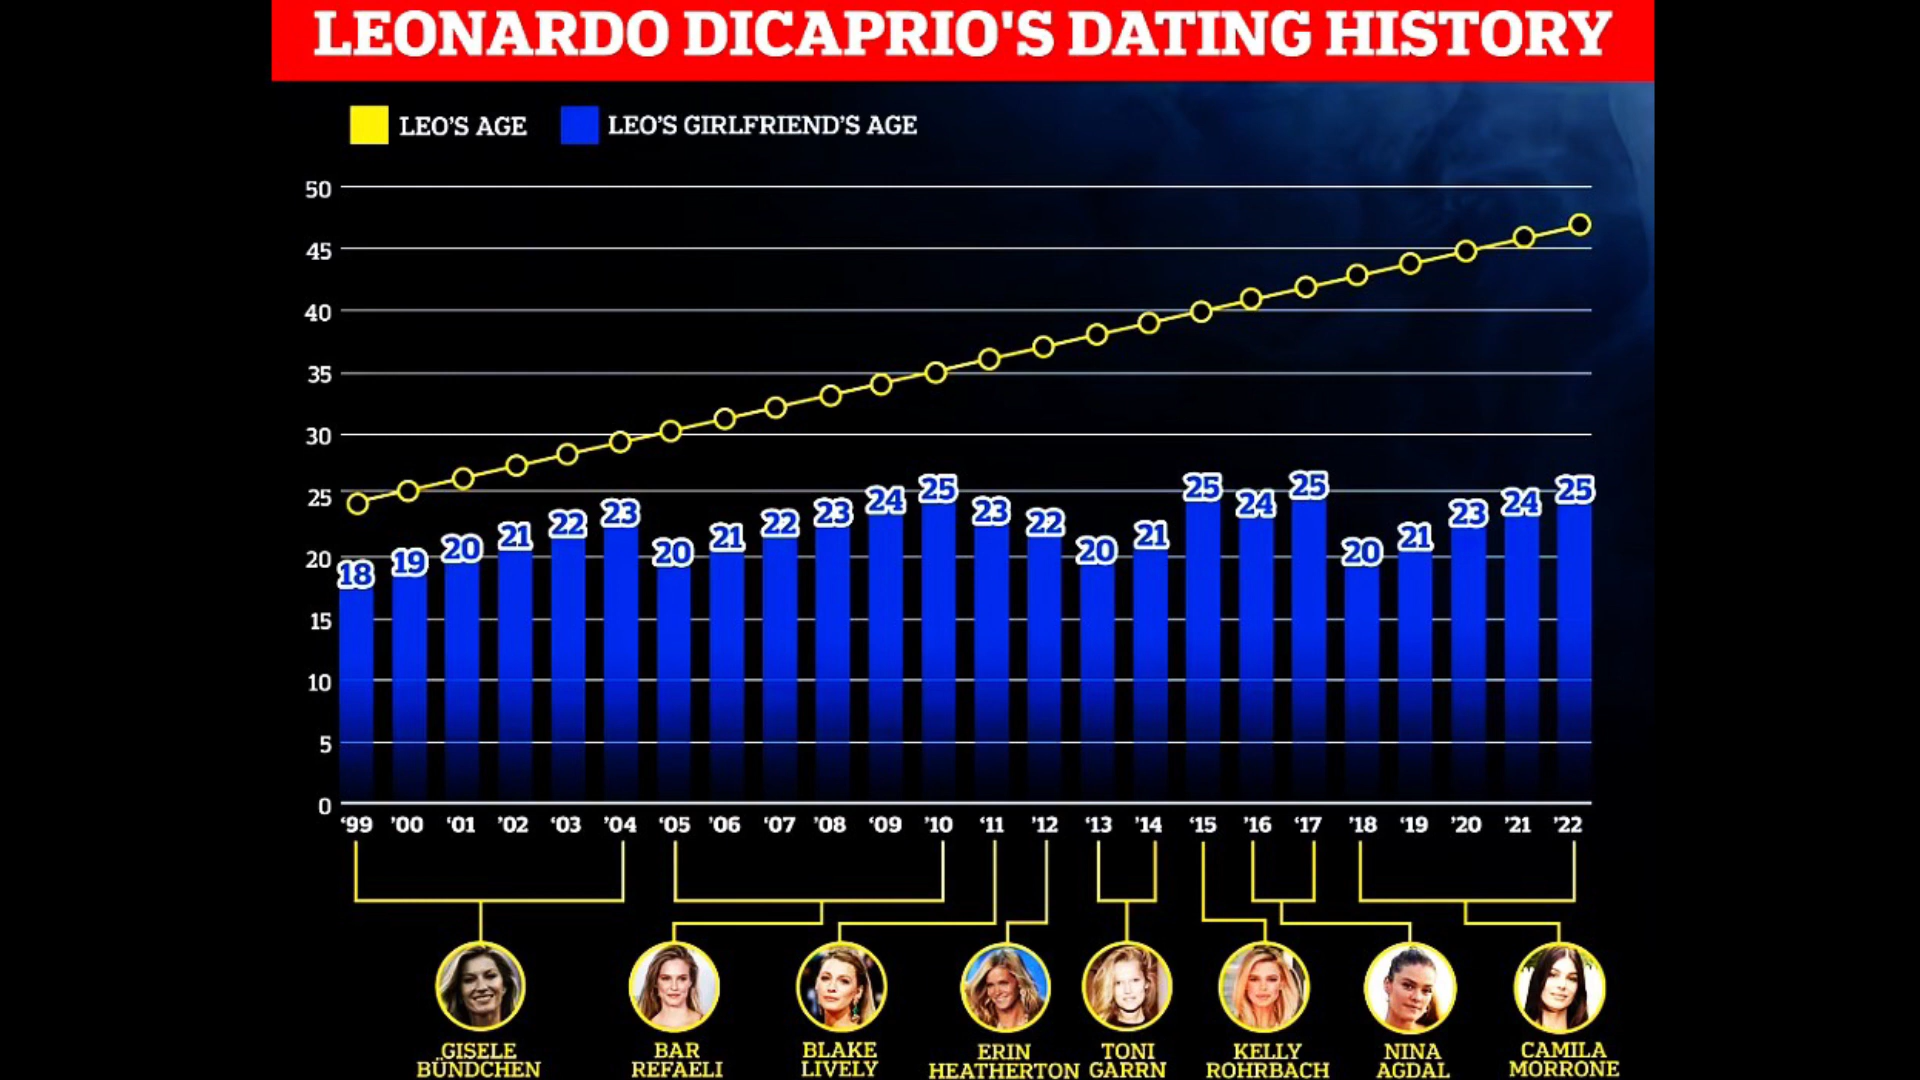 LEONARDO DICAPRIO'S DATING HISTORY
LEO'S AGE LEO'S GIRLFRIEND'S AGE
50
45
40
35
30
25
20
15
10
5
0
18 19 20 21 22 23 20 21 22 23 24 25 23 22 20 21 25 24 25 20 21 23 24 25
‘99 ’00 ‘01 ’02 ‘03 ’04 ‘05 ’06 ‘07 ’08 ‘09 ’10 ‘11 ’12 ‘13 ’14 ‘15 ’16 ‘17 ’18 ‘19 ’20 ’21 ’22
GISELE
BÜNDCHEN
BAR
REFAELI
BLAKE
LIVELY
ERIN
HEATHERTON
TONI
GARRN
KELLY
ROHRBACH
NINA
AGDAL
CAMILA
MORRONE